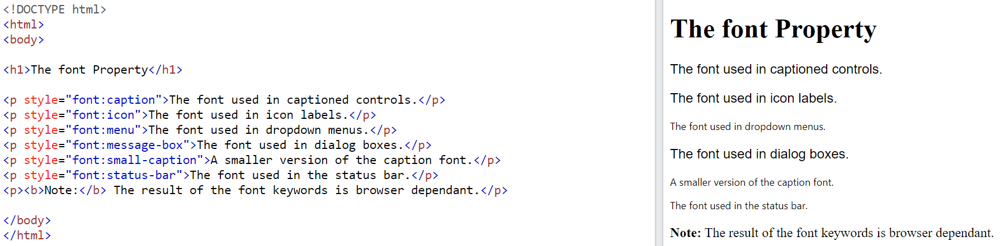 <!DOCTYPE html>
<html>
<body>
<h1>The font Property</h1>
<p style="font:caption">The font used in captioned controls.</p>
<p style="font:icon">The font used in icon labels.</p>
<p style="font:menu">The font used in dropdown menus.</p>
<p style="font:message-box">The font used in dialog boxes.</p>
<p style="font:small-caption">A smaller version of the caption font.</p>
<p style="font:status-bar">The font used in the status bar.</p>
<p><b>Note:</b> The result of the font keywords is browser dependant.</p>
</body>
</html>
The font Property
The font used in captioned controls.
The font used in icon labels.
The font used in dropdown menus.
The font used in dialog boxes.
A smaller version of the caption font.
The font used in the status bar.
Note: The result of the font keywords is browser dependant.